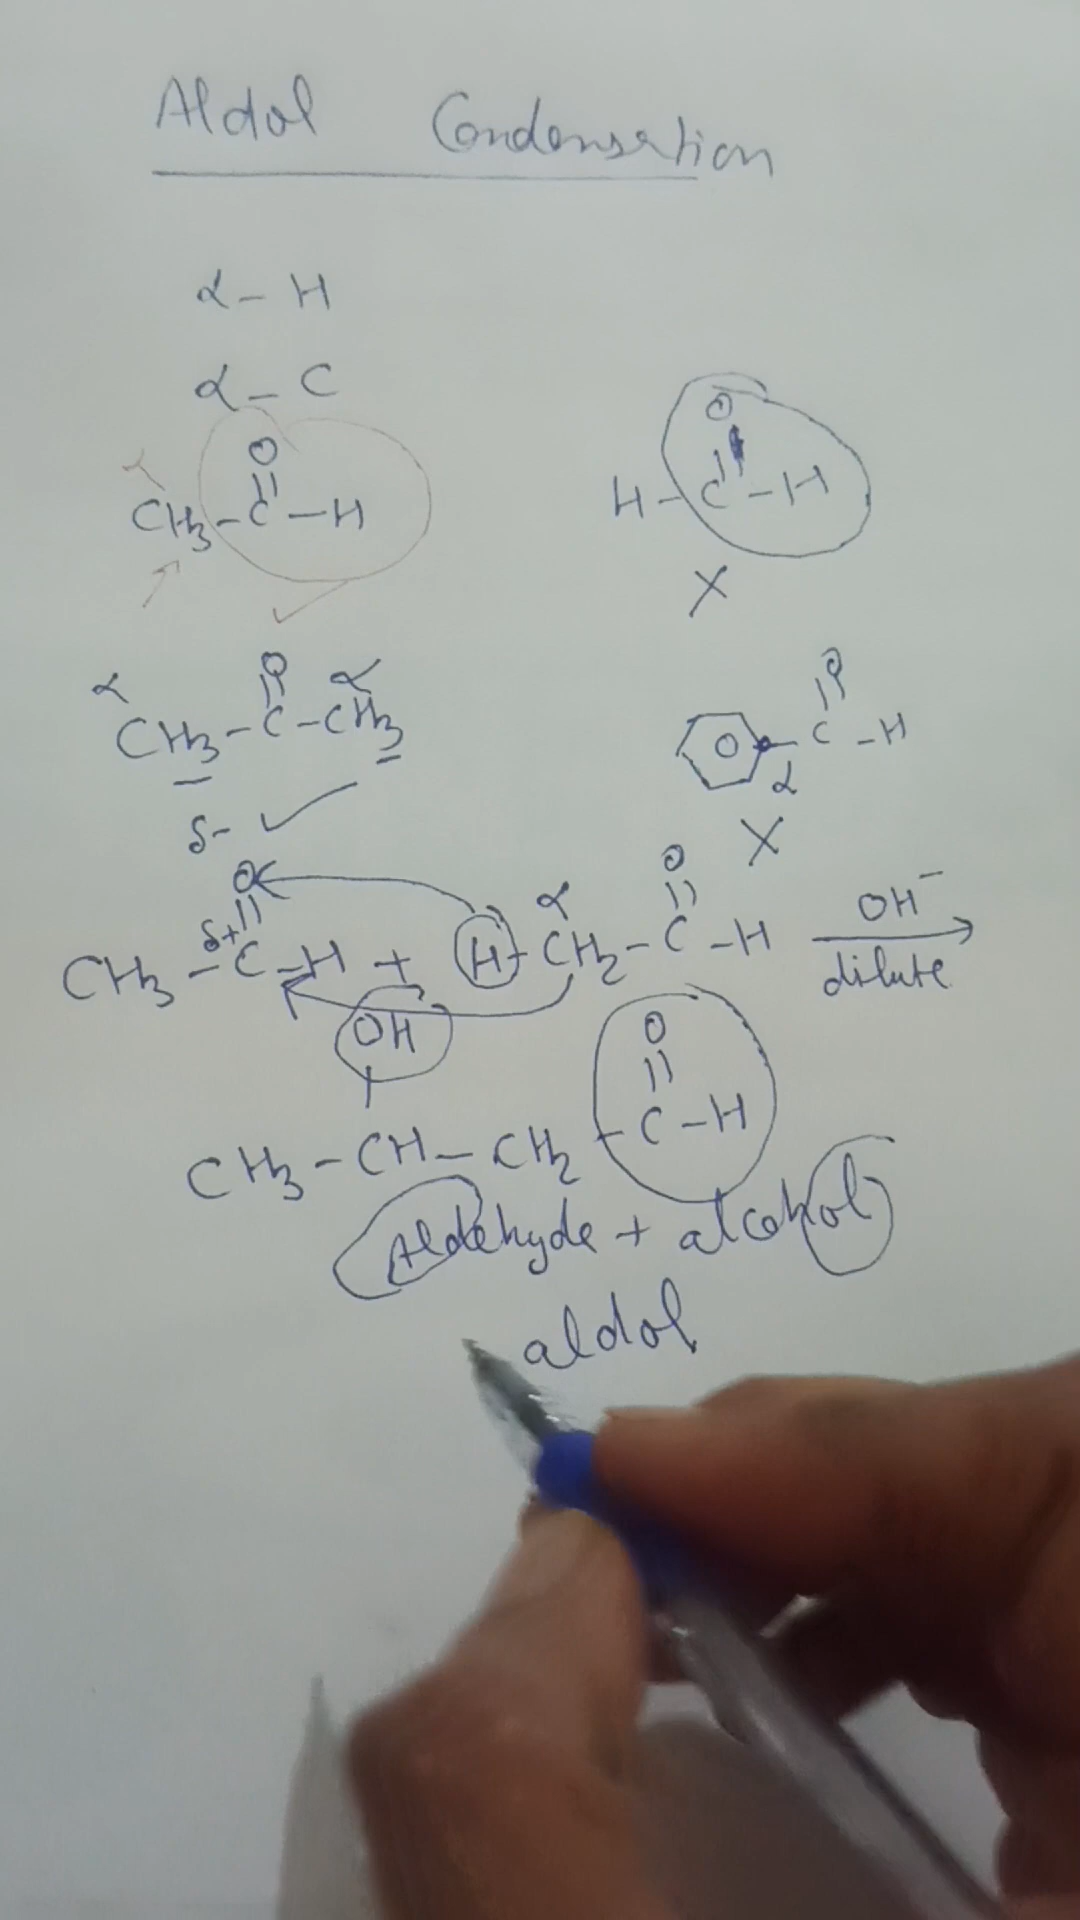 Aldol Condensation
α - H
α - C
O O
α
CH3 - C - H H - C - H
X
α O α O
CH3 - C - CH3 C - H
α
δ- X
O α O
CH3 - δ+ C - H + H - CH2 - C - H OH-
dilute
OH O
CH3 - CH - CH2 - C - H
Aldehyde + alcohol
aldol